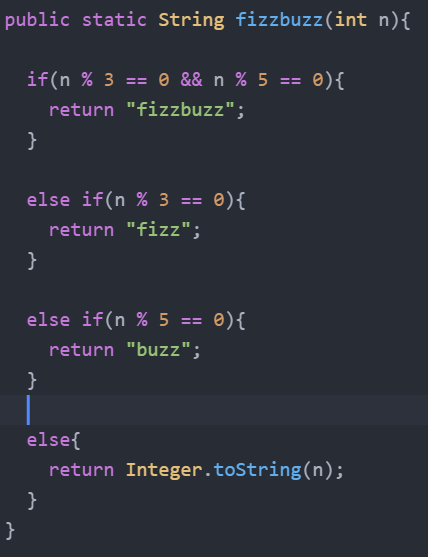 public static String fizzbuzz(int n){
if(n % 3 == 0 && n % 5 == 0){
return "fizzbuzz";
}
else if(n % 3 == 0){
return "fizz";
}
else if(n % 5 == 0){
return "buzz";
}
else{
return Integer.toString(n);
}
}